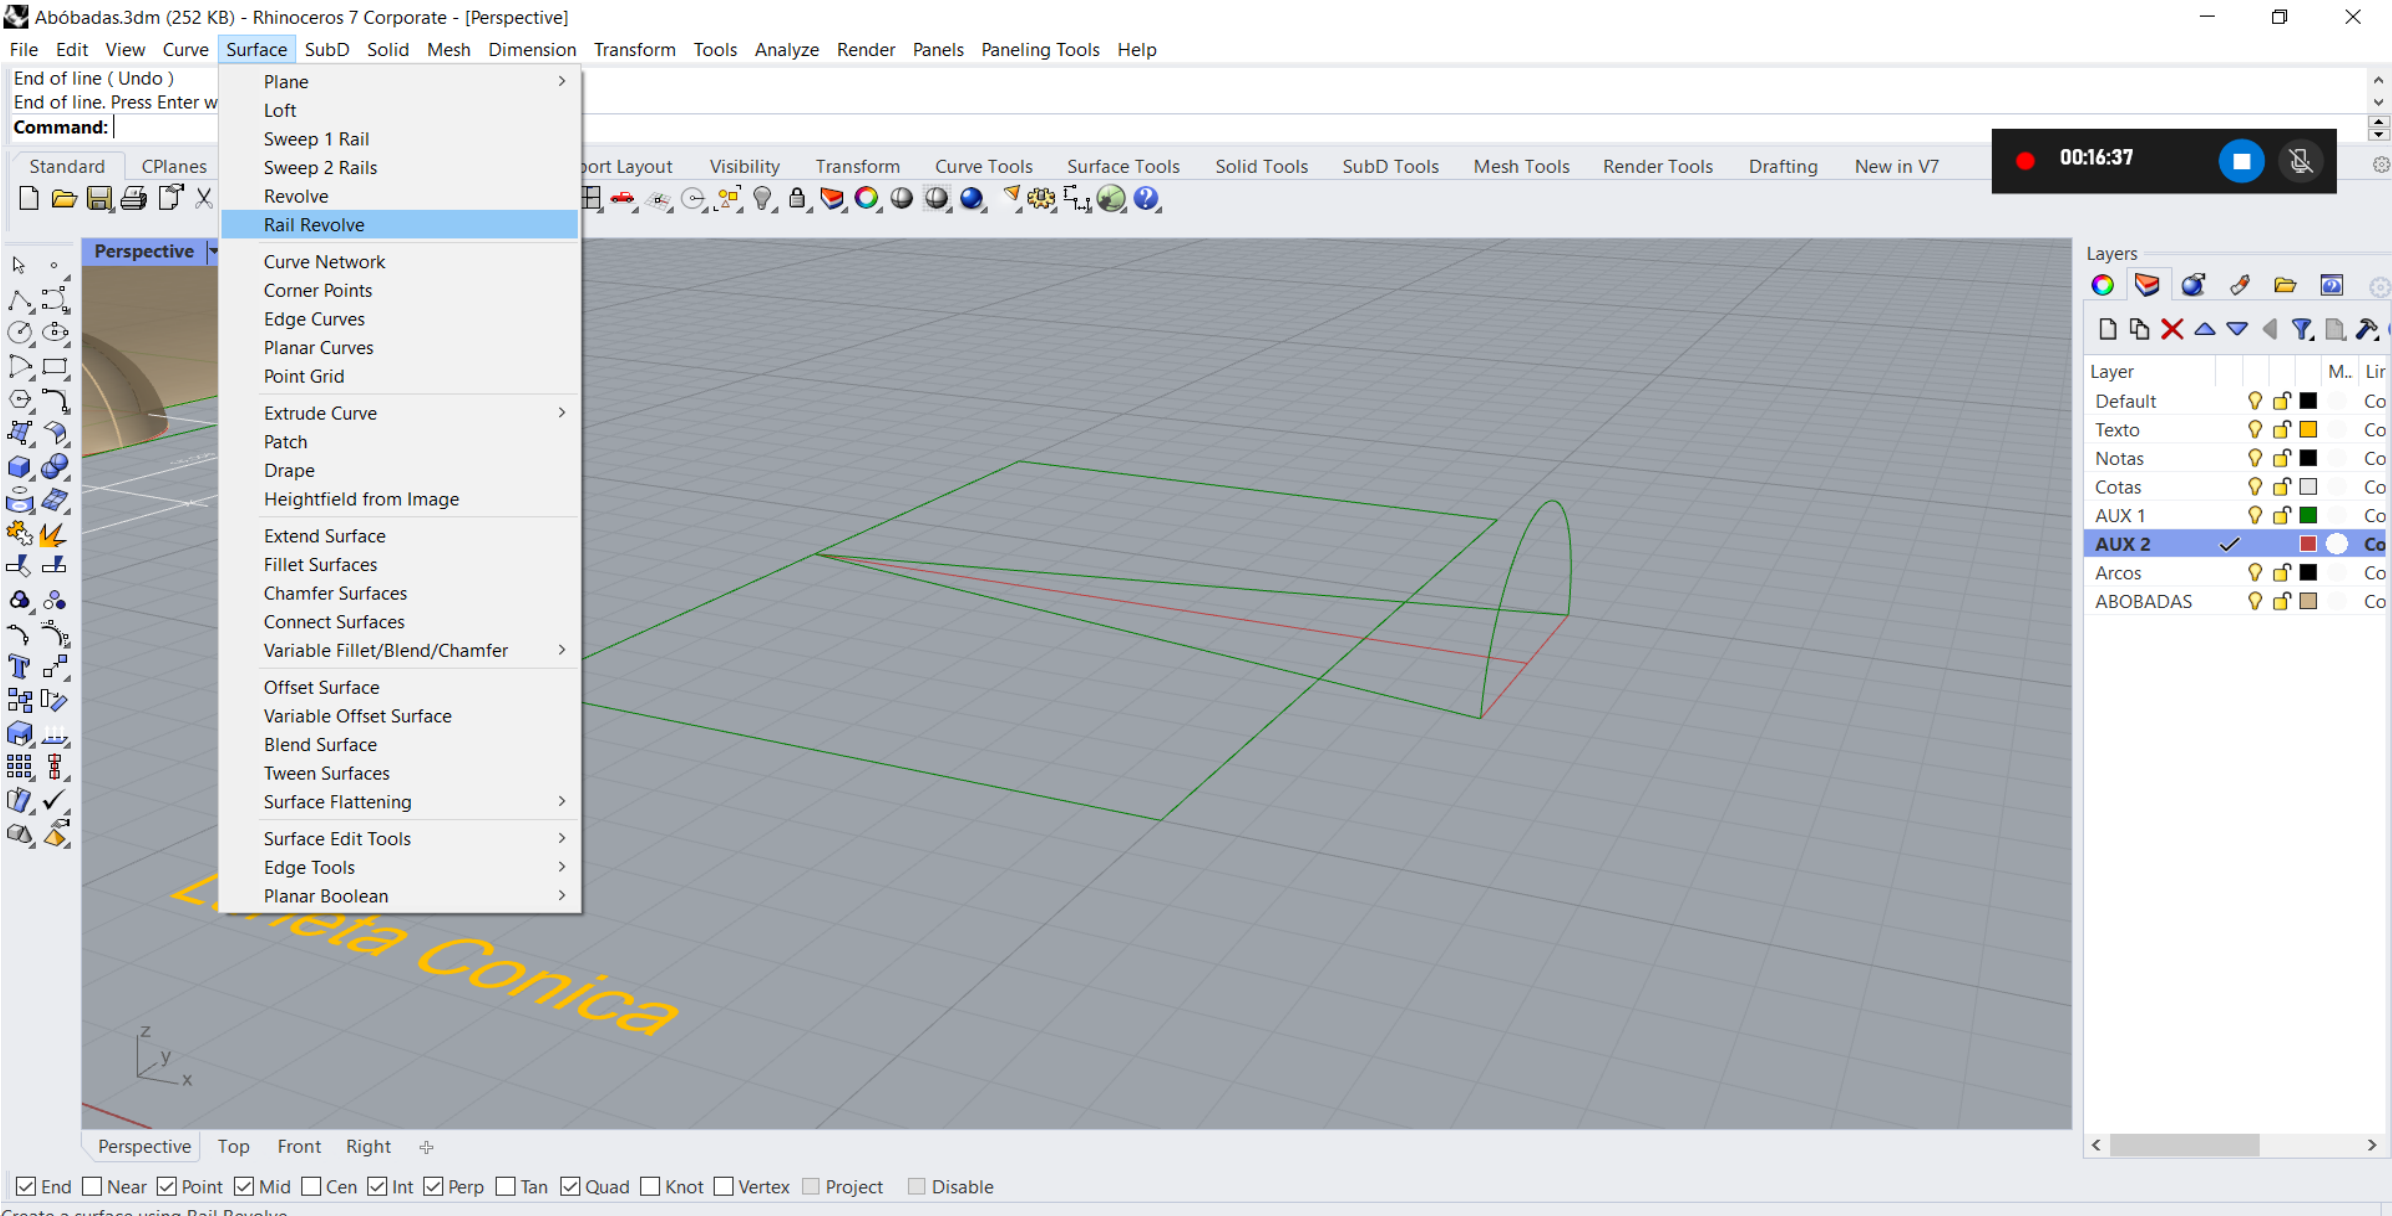 Abóbadas.3dm (252 KB) - Rhinoceros 7 Corporate - [Perspective]
File Edit View Curve Surface SubD Solid Mesh Dimension Transform Tools Analyze Render Panels Paneling Tools Help
End of line ( Undo )
End of line. Press Enter w
Command:
Standard CPlanes port Layout Visibility Transform Curve Tools Surface Tools Solid Tools SubD Tools Mesh Tools Render Tools Drafting New in V7
00:16:37
Perspective
Plane
Loft
Sweep 1 Rail
Sweep 2 Rails
Revolve
Rail Revolve
Curve Network
Corner Points
Edge Curves
Planar Curves
Point Grid
Extrude Curve
Patch
Drape
Heightfield from Image
Extend Surface
Fillet Surfaces
Chamfer Surfaces
Connect Surfaces
Variable Fillet/Blend/Chamfer
Offset Surface
Variable Offset Surface
Blend Surface
Tween Surfaces
Surface Flattening
Surface Edit Tools
Edge Tools
Planar Boolean
Conica
z
y
x
Layers
Layer M.. Lir
Default Co
Texto Co
Notas Co
Cotas Co
AUX 1 Co
AUX 2 Co
Arcos Co
ABOBADAS Co
Perspective Top Front Right
End Near Point Mid Cen Int Perp Tan Quad Knot Vertex Project Disable
Create a surface using Rail Revolve